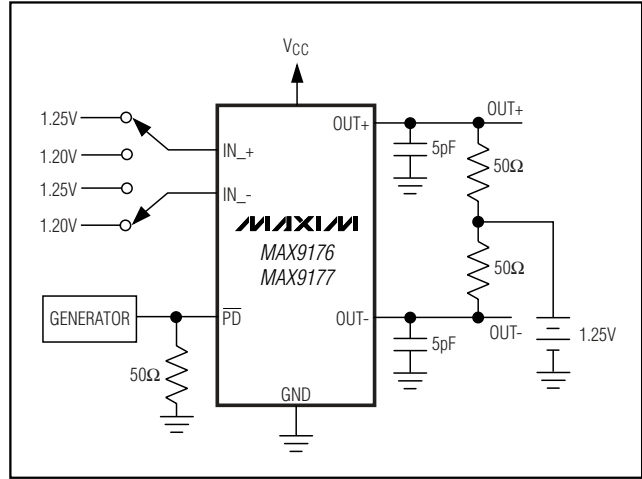 VCC
1.25V
1.20V
1.25V
1.20V
IN_+
IN_-
OUT+
OUT+
5pF
50Ω
MAXIM
MAX9176
MAX9177
50Ω
GENERATOR
PD
OUT-
OUT-
5pF
1.25V
50Ω
GND